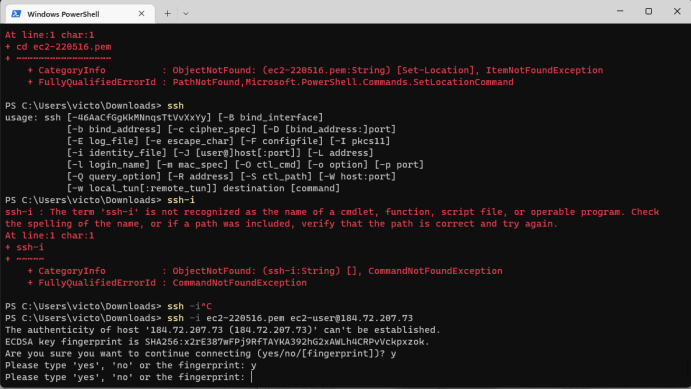 Windows PowerShell
At line:1 char:1
+ cd ec2-220516.pem
+ ~~~~~~~~~~~~~~~~~
    + CategoryInfo          : ObjectNotFound: (ec2-220516.pem:String) [Set-Location], ItemNotFoundException
    + FullyQualifiedErrorId : PathNotFound,Microsoft.PowerShell.Commands.SetLocationCommand
PS C:\Users\victo\Downloads> ssh
usage: ssh [-46AaCfGgKkMNnqsTtVvXxYy] [-B bind_interface]
           [-b bind_address] [-c cipher_spec] [-D [bind_address:]port]
           [-E log_file] [-e escape_char] [-F configfile] [-I pkcs11]
           [-i identity_file] [-J [user@]host[:port]] [-L address]
           [-l login_name] [-m mac_spec] [-O ctl_cmd] [-o option] [-p port]
           [-Q query_option] [-R address] [-S ctl_path] [-W host:port]
           [-w local_tun[:remote_tun]] destination [command]
PS C:\Users\victo\Downloads> ssh-i
ssh-i : The term 'ssh-i' is not recognized as the name of a cmdlet, function, script file, or operable program. Check
the spelling of the name, or if a path was included, verify that the path is correct and try again.
At line:1 char:1
+ ssh-i
+ ~~~~~
    + CategoryInfo          : ObjectNotFound: (ssh-i:String) [], CommandNotFoundException
    + FullyQualifiedErrorId : CommandNotFoundException
PS C:\Users\victo\Downloads> ssh -i^C
PS C:\Users\victo\Downloads> ssh -i ec2-220516.pem ec2-user@184.72.207.73
The authenticity of host '184.72.207.73 (184.72.207.73)' can't be established.
ECDSA key fingerprint is SHA256:x2rE387wFPj9RfTAYKA392hG2xAWLh4CRPvVckpxzok.
Are you sure you want to continue connecting (yes/no/[fingerprint])? y
Please type 'yes', 'no' or the fingerprint: y
Please type 'yes', 'no' or the fingerprint: